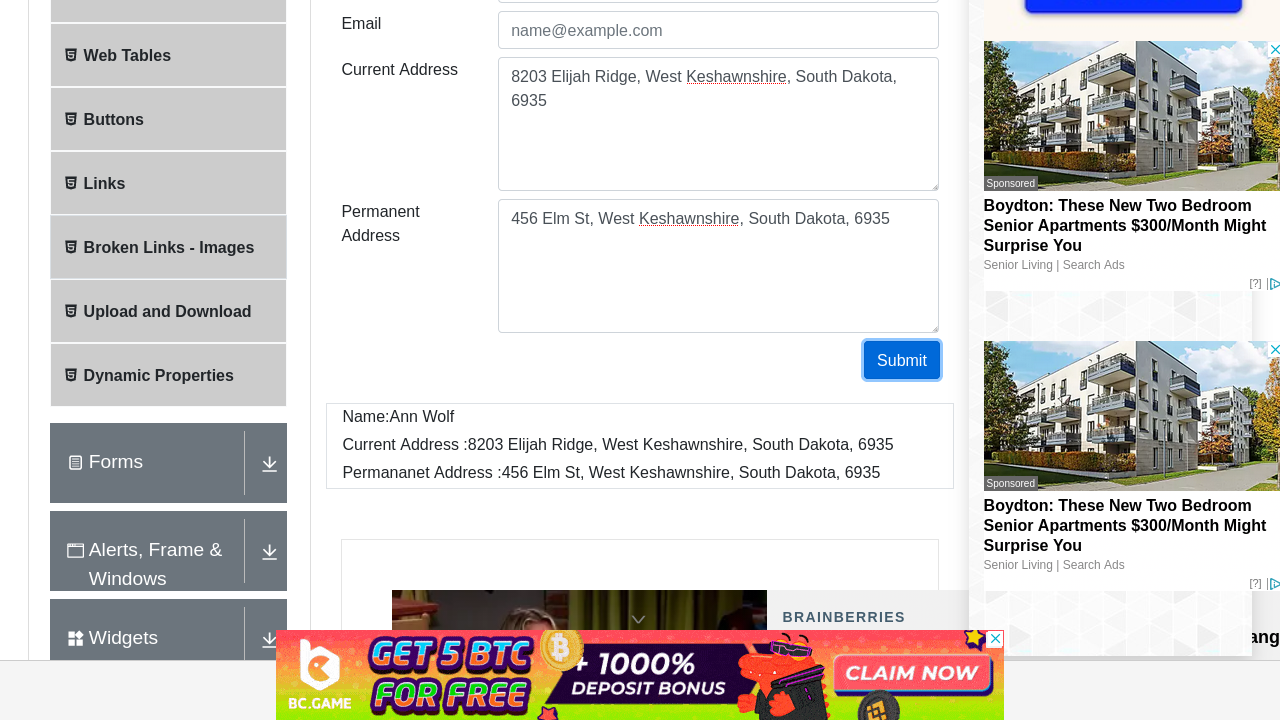 Email
name@example.com
Web Tables
Current Address
8203 Elijah Ridge, West Keshawnshire, South Dakota,
6935
Buttons
Links
Permanent
Address
456 Elm St, West Keshawnshire, South Dakota, 6935
Broken Links - Images
Upload and Download
Submit
Dynamic Properties
Name:Ann Wolf
Current Address :8203 Elijah Ridge, West Keshawnshire, South Dakota, 6935
Permananet Address :456 Elm St, West Keshawnshire, South Dakota, 6935
Forms
Alerts, Frame &
Windows
Widgets
Sponsored
Boydton: These New Two Bedroom
Senior Apartments $300/Month Might
Surprise You
Senior Living | Search Ads
[?]
Sponsored
Boydton: These New Two Bedroom
Senior Apartments $300/Month Might
Surprise You
Senior Living | Search Ads
[?]
BRAINBERRIES
ang
BC.GAME
GET 5 BTC
FOR FREE
+ 1000%
DEPOSIT BONUS
CLAIM NOW